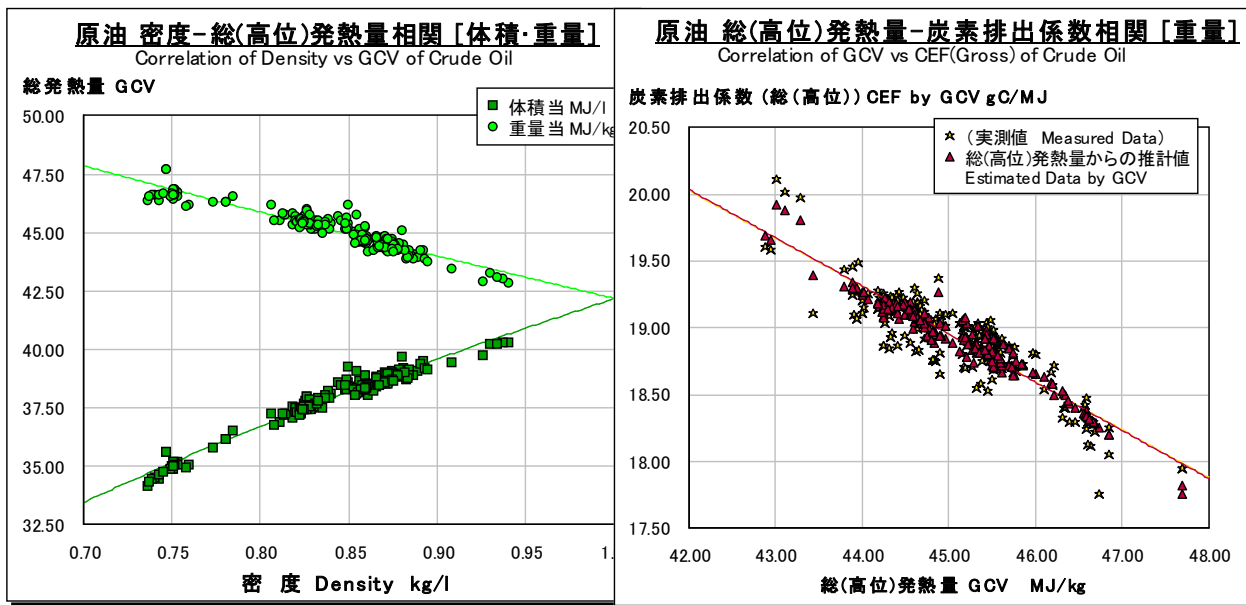 原油 密度−総(高位)発熱量相関 [体積・重量]
Correlation of Density vs GCV of Crude Oil
総発熱量 GCV
体積当 MJ/l
重量当 MJ/kg
50.00
47.50
45.00
42.50
40.00
37.50
35.00
32.50
0.70
0.75
0.80
0.85
0.90
0.95
1.
密 度 Density kg/l
原油 総(高位)発熱量−炭素排出係数相関 [重量]
Correlation of GCV vs CEF(Gross) of Crude Oil
炭素排出係数 (総(高位)) CEF by GCV gC/MJ
(実測値 Measured Data)
総(高位)発熱量からの推計値
Estimated Data by GCV
20.50
20.00
19.50
19.00
18.50
18.00
17.50
42.00
43.00
44.00
45.00
46.00
47.00
48.00
総(高位)発熱量 GCV MJ/kg